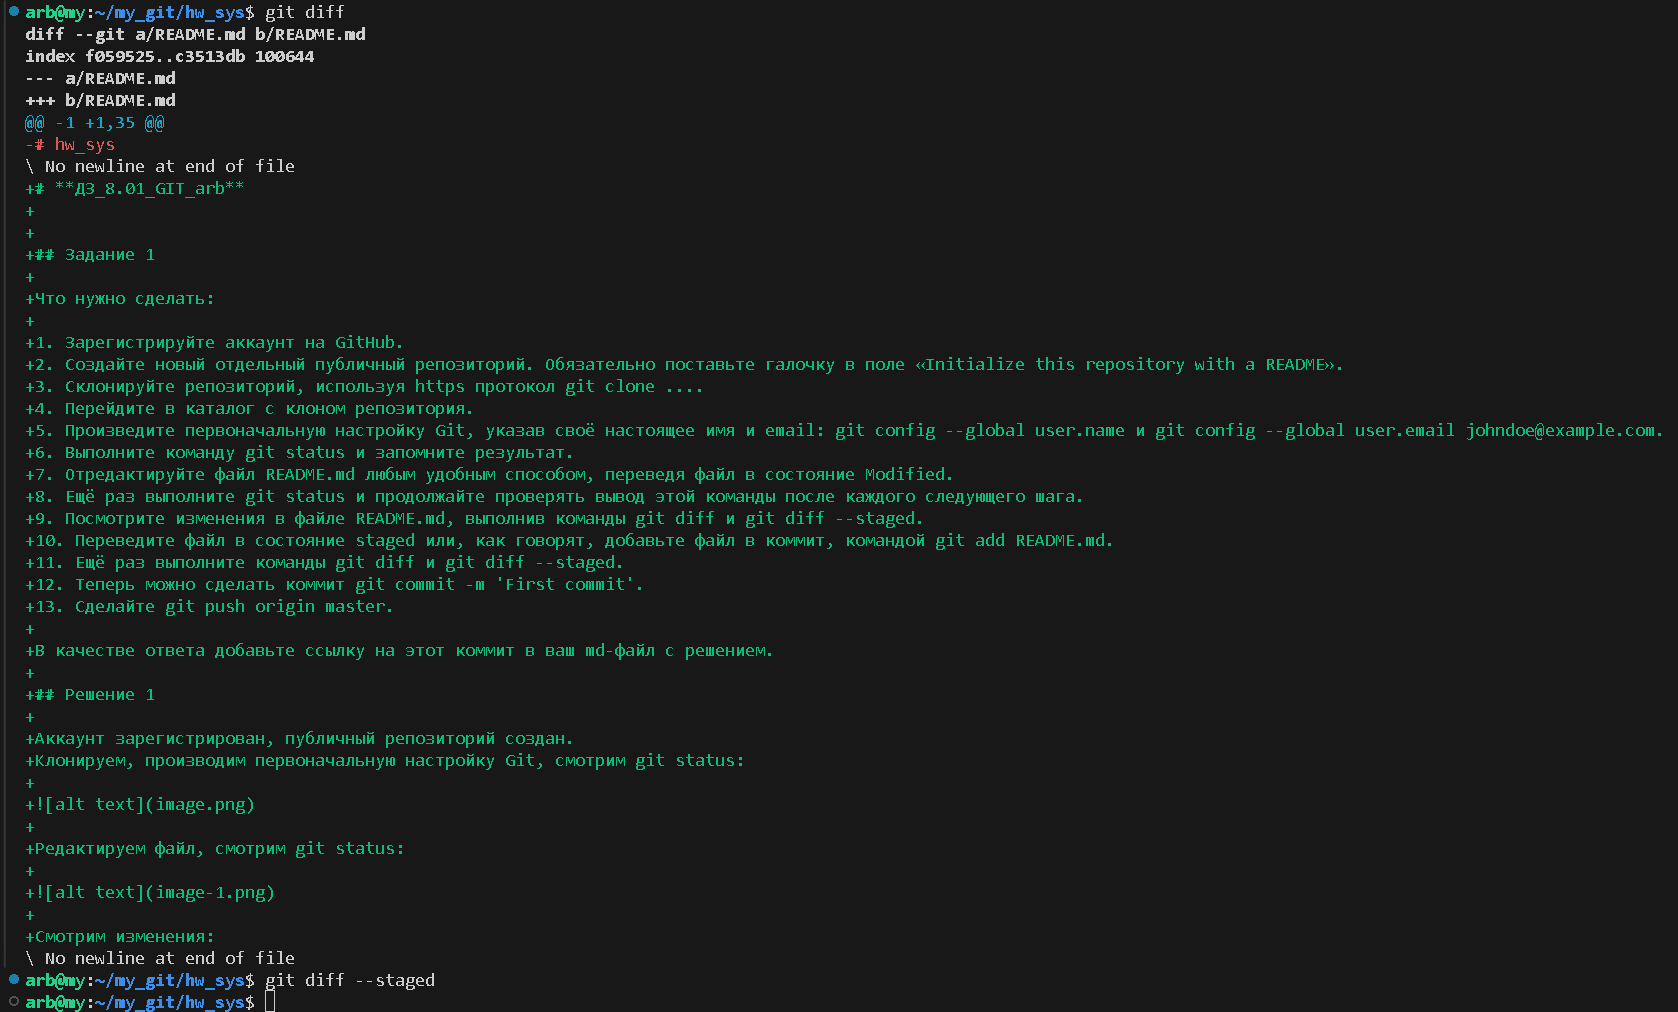 arb@my:~/my_git/hw_sys$ git diff
diff --git a/README.md b/README.md
index f059525..c3513db 100644
--- a/README.md
+++ b/README.md
@@ -1 +1,35 @@
-# hw_sys
\ No newline at end of file
+# **ДЗ_8.01_GIT_arb**
+
+
+## Задание 1
+
+Что нужно сделать:
+
+1. Зарегистрируйте аккаунт на GitHub.
+2. Создайте новый отдельный публичный репозиторий. Обязательно поставьте галочку в поле «Initialize this repository with a README».
+3. Склонируйте репозиторий, используя https протокол git clone ....
+4. Перейдите в каталог с клоном репозитория.
+5. Произведите первоначальную настройку Git, указав своё настоящее имя и email: git config --global user.name и git config --global user.email johndoe@example.com.
+6. Выполните команду git status и запомните результат.
+7. Отредактируйте файл README.md любым удобным способом, переведя файл в состояние Modified.
+8. Ещё раз выполните git status и продолжайте проверять вывод этой команды после каждого следующего шага.
+9. Посмотрите изменения в файле README.md, выполнив команды git diff и git diff --staged.
+10. Переведите файл в состояние staged или, как говорят, добавьте файл в коммит, командой git add README.md.
+11. Ещё раз выполните команды git diff и git diff --staged.
+12. Теперь можно сделать коммит git commit -m 'First commit'.
+13. Сделайте git push origin master.
+
+В качестве ответа добавьте ссылку на этот коммит в ваш md-файл с решением.
+
+## Решение 1
+
+Аккаунт зарегистрирован, публичный репозиторий создан.
+Клонируем, производим первоначальную настройку Git, смотрим git status:
+
+![alt text](image.png)
+
+Редактируем файл, смотрим git status:
+
+![alt text](image-1.png)
+
+Смотрим изменения:
\ No newline at end of file
arb@my:~/my_git/hw_sys$ git diff --staged
arb@my:~/my_git/hw_sys$